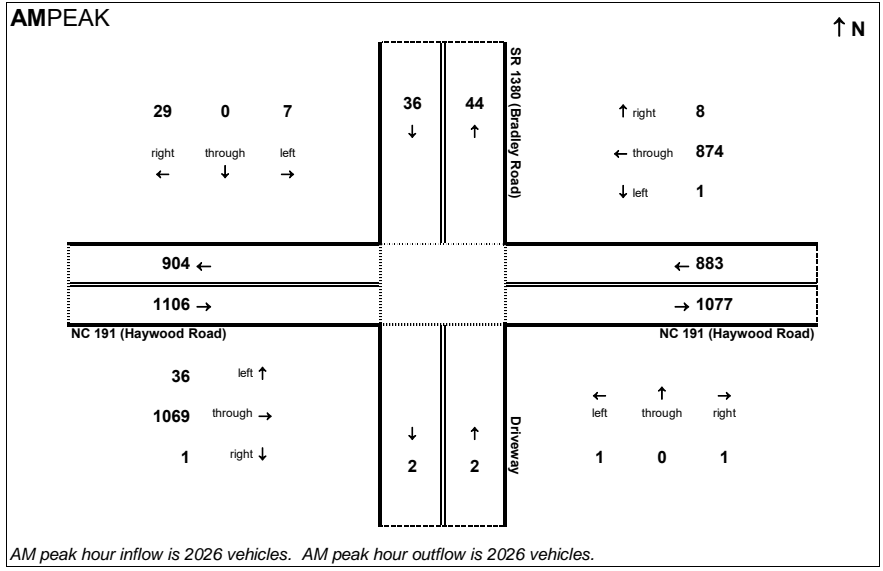 AMPEAK
↑ N
SR 1380 (Bradley Road)
36 44
↓ ↑
29 0 7
right through left
← ↓ →
↑ right 8
← through 874
↓ left 1
904 ←
← 883
1106 →
→ 1077
NC 191 (Haywood Road)
NC 191 (Haywood Road)
36 left ↑
1069 through →
1 right ↓
↓ ↑
2 2
Driveway
← ↑ →
left through right
1 0 1
AM peak hour inflow is 2026 vehicles. AM peak hour outflow is 2026 vehicles.